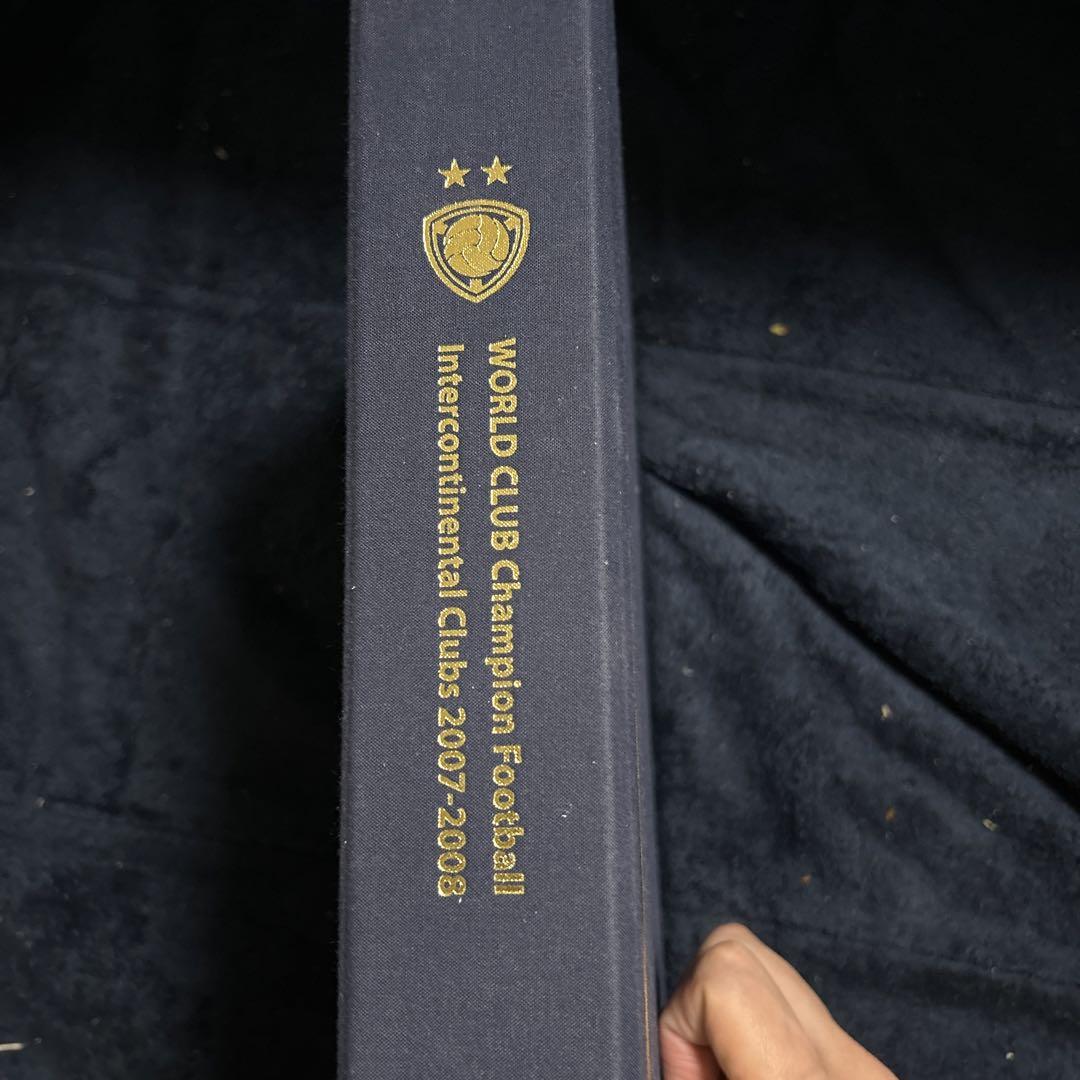 WORLD CLUB Champion Football
Intercontinental Clubs 2007-2008